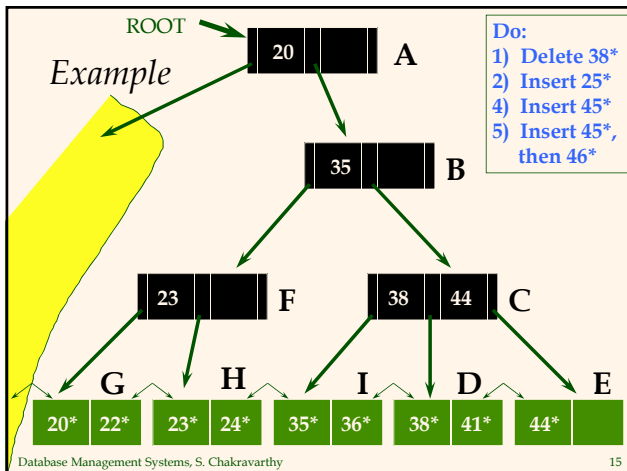 ROOT
20
A
Example
Do:
1) Delete 38*
2) Insert 25*
4) Insert 45*
5) Insert 45*,
then 46*
35
B
23
F
38 44
C
G
H
I
D
E
20* 22* 23* 24* 35* 36* 38* 41* 44*
Database Management Systems, S. Chakravarthy 15